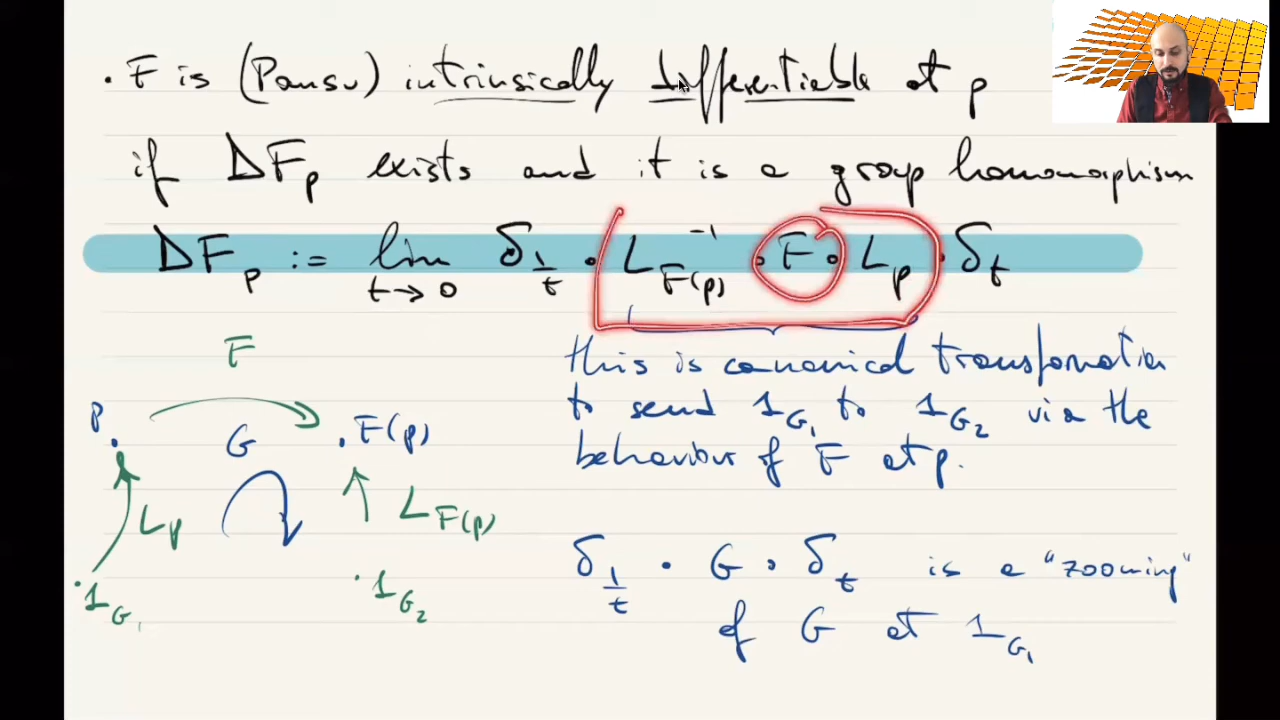 • F is (Pansu) intrinsically differentiable at p
if DF_p exists and it is a group homomorphism
DF_p := lim_{t→0} δ_{1/t} ∘ L_{F(p)}^{-1} ∘ F ∘ L_p ∘ δ_t
this is canonical transformation
to send 1_{G_1} to 1_{G_2} via the
behaviour of F at p.
F
p
F(p)
G
L_p
L_{F(p)}
1_{G_1}
1_{G_2}
δ_{1/t} ∘ G ∘ δ_t is a "zooming"
of G at 1_{G_1}